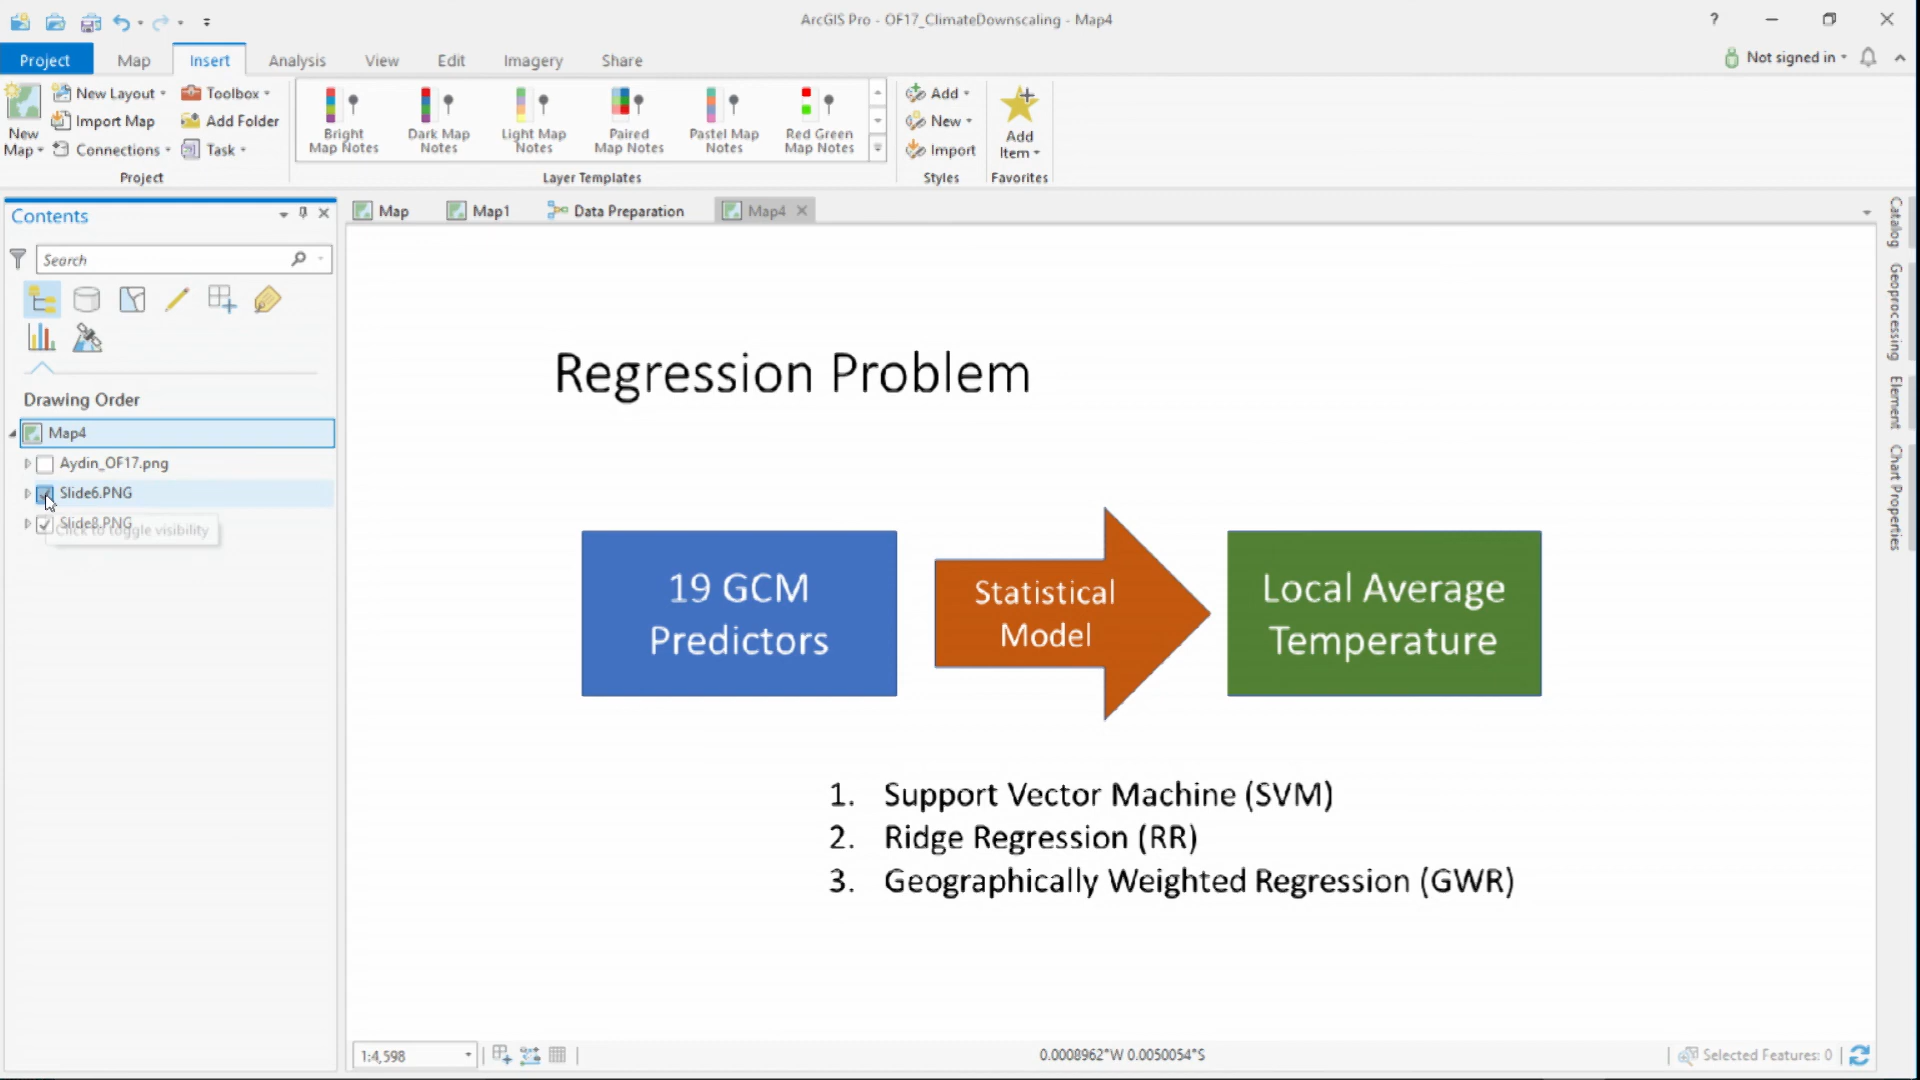 ArcGIS Pro - OF17_ClimateDownscaling - Map4
?
Project
Map
Insert
Analysis
View
Edit
Imagery
Share
Not signed in
New
Map
New Layout
Import Map
Connections
Toolbox
Add Folder
Task
Project
Bright
Map Notes
Dark Map
Notes
Light Map
Notes
Paired
Map Notes
Pastel Map
Notes
Red Green
Map Notes
Layer Templates
Add
New
Import
Styles
Add
Item
Favorites
Contents
Search
Drawing Order
Map4
Aydin_OF17.png
Slide6.PNG
Slide8.PNG
Click to toggle visibility
Map
Map1
Data Preparation
Map4
Regression Problem
19 GCM
Predictors
Statistical
Model
Local Average
Temperature
1. Support Vector Machine (SVM)
2. Ridge Regression (RR)
3. Geographically Weighted Regression (GWR)
1:4,598
0.0008962°W 0.0050054°S
Selected Features: 0
Catalog
Geoprocessing
Element
Chart Properties